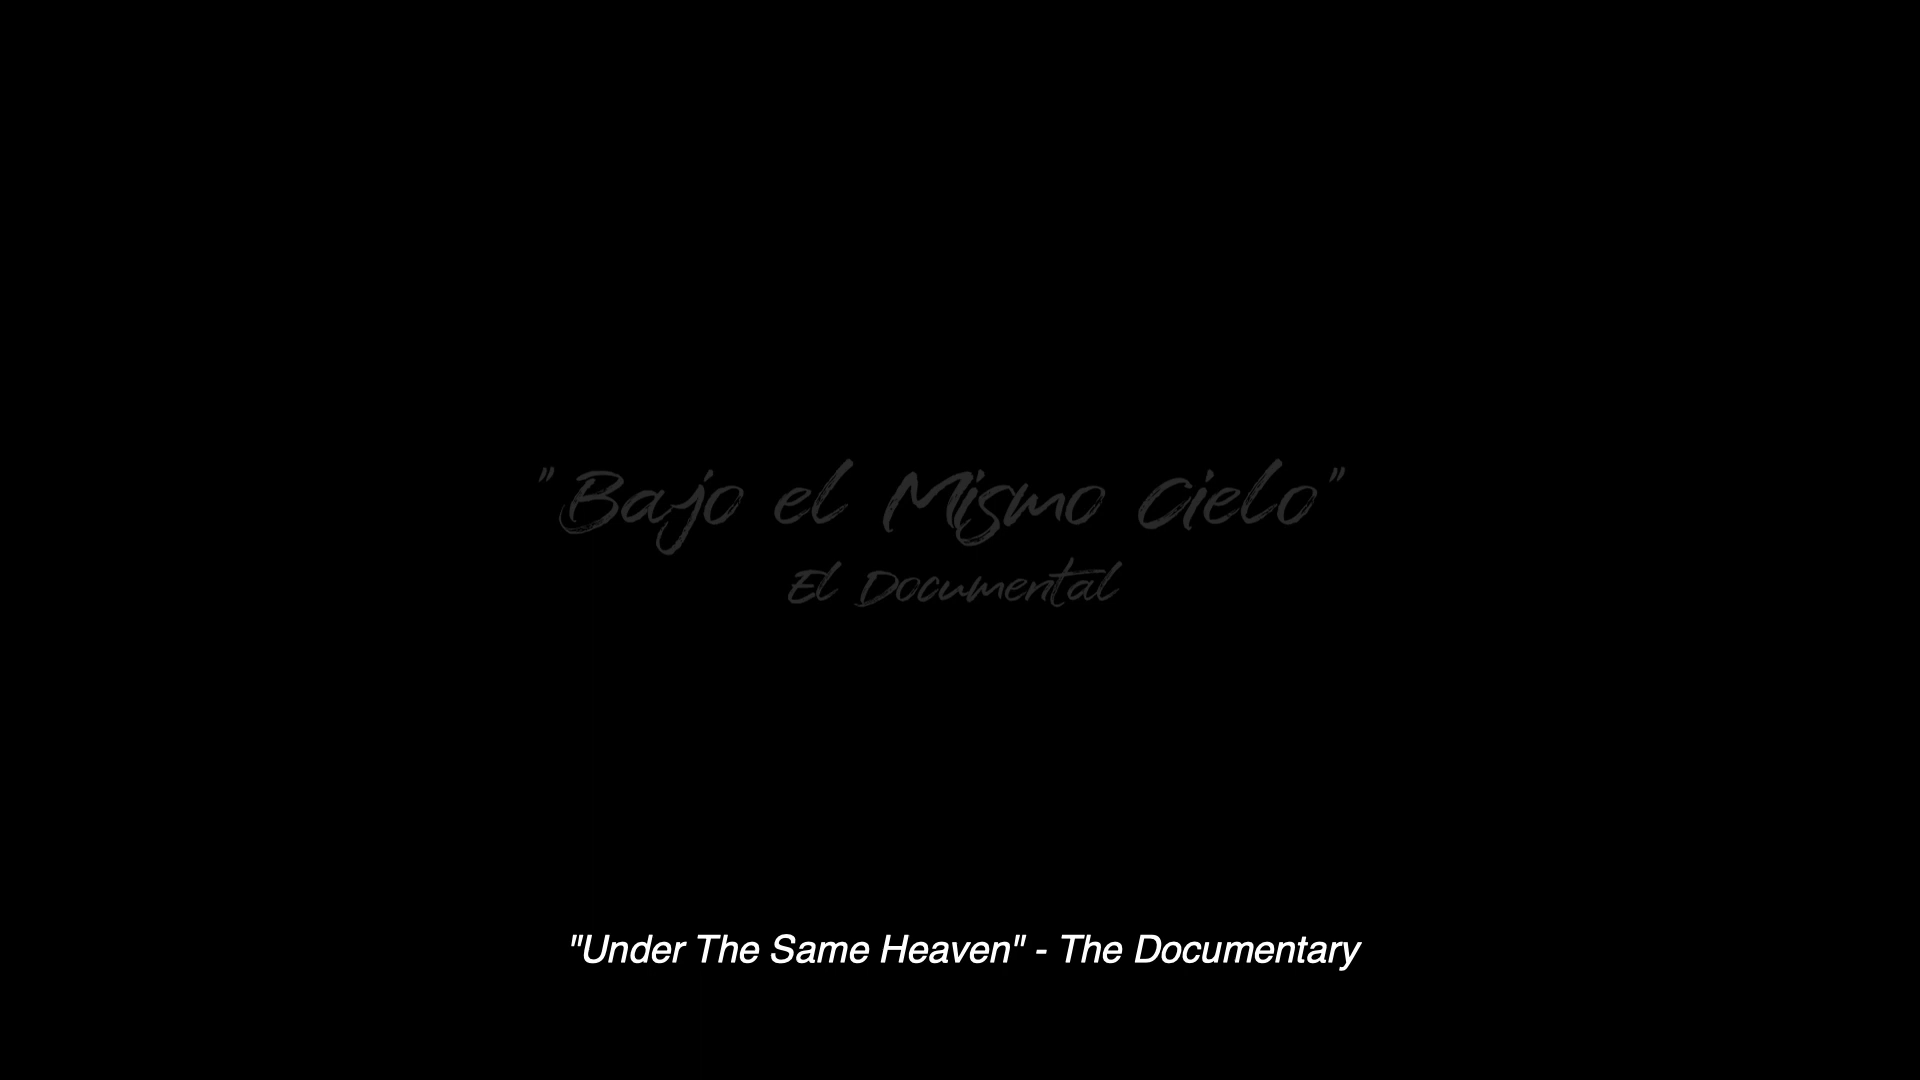 "Bajo el Mismo Cielo"
El Documental
"Under The Same Heaven" - The Documentary